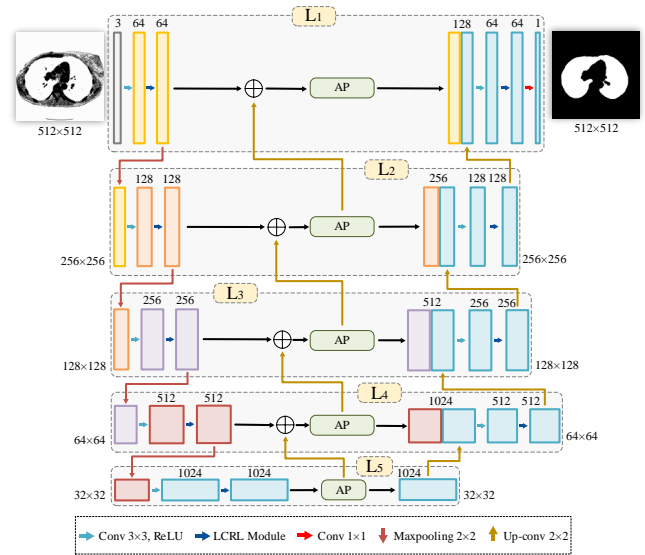 L1
3 64 64 128 64 64 1
AP
512×512 512×512
L2
128 128 256 128 128
AP
256×256 256×256
L3
256 256 512 256 256
AP
128×128 128×128
L4
512 512 1024 512 512
AP
64×64 64×64
L5
1024 1024 1024
AP
32×32 32×32
Conv 3×3, ReLU LCRL Module Conv 1×1 Maxpooling 2×2 Up-conv 2×2